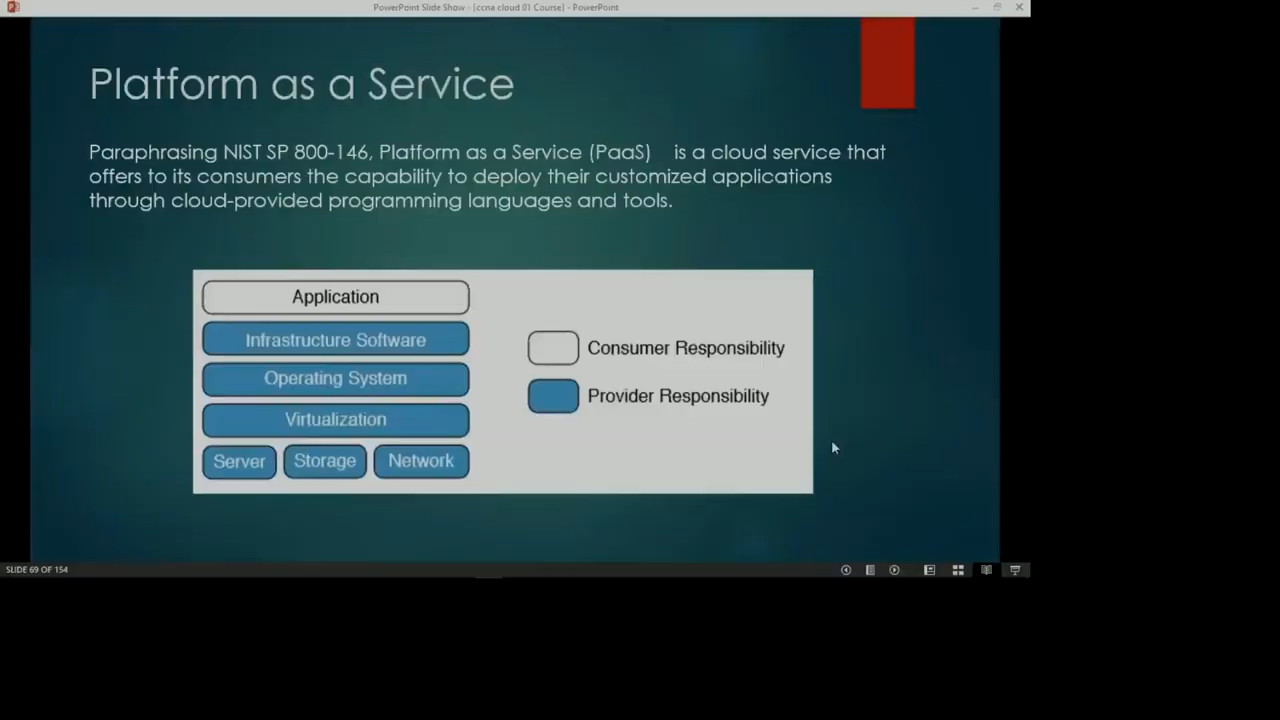 PowerPoint Slide Show - [ccna cloud 01 Course] - PowerPoint
Platform as a Service
Paraphrasing NIST SP 800-146, Platform as a Service (PaaS) is a cloud service that
offers to its consumers the capability to deploy their customized applications
through cloud-provided programming languages and tools.
Application
Infrastructure Software
Operating System
Virtualization
Server Storage Network
Consumer Responsibility
Provider Responsibility
SLIDE 69 OF 154